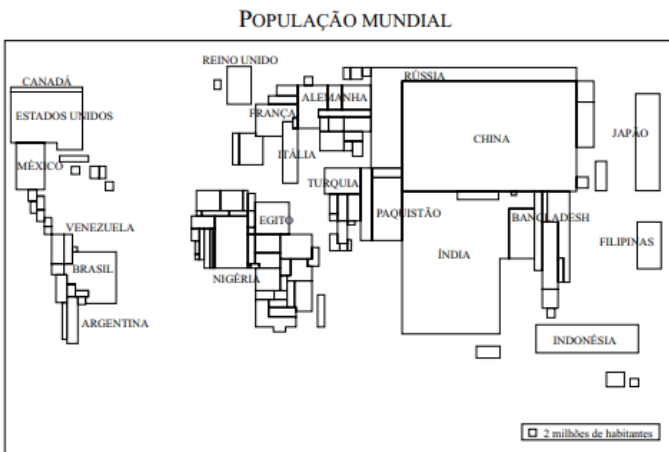 POPULAÇÃO MUNDIAL
REINO UNIDO
CANADÁ
RÚSSIA
ESTADOS UNIDOS
ALEMANHA
FRANÇA
CHINA
JAPÃO
MÉXICO
ITÁLIA
TURQUIA
PAQUISTÃO
BANGLADESH
VENEZUELA
EGITO
FILIPINAS
BRASIL
ÍNDIA
NIGÉRIA
ARGENTINA
INDONÉSIA
2 milhões de habitantes